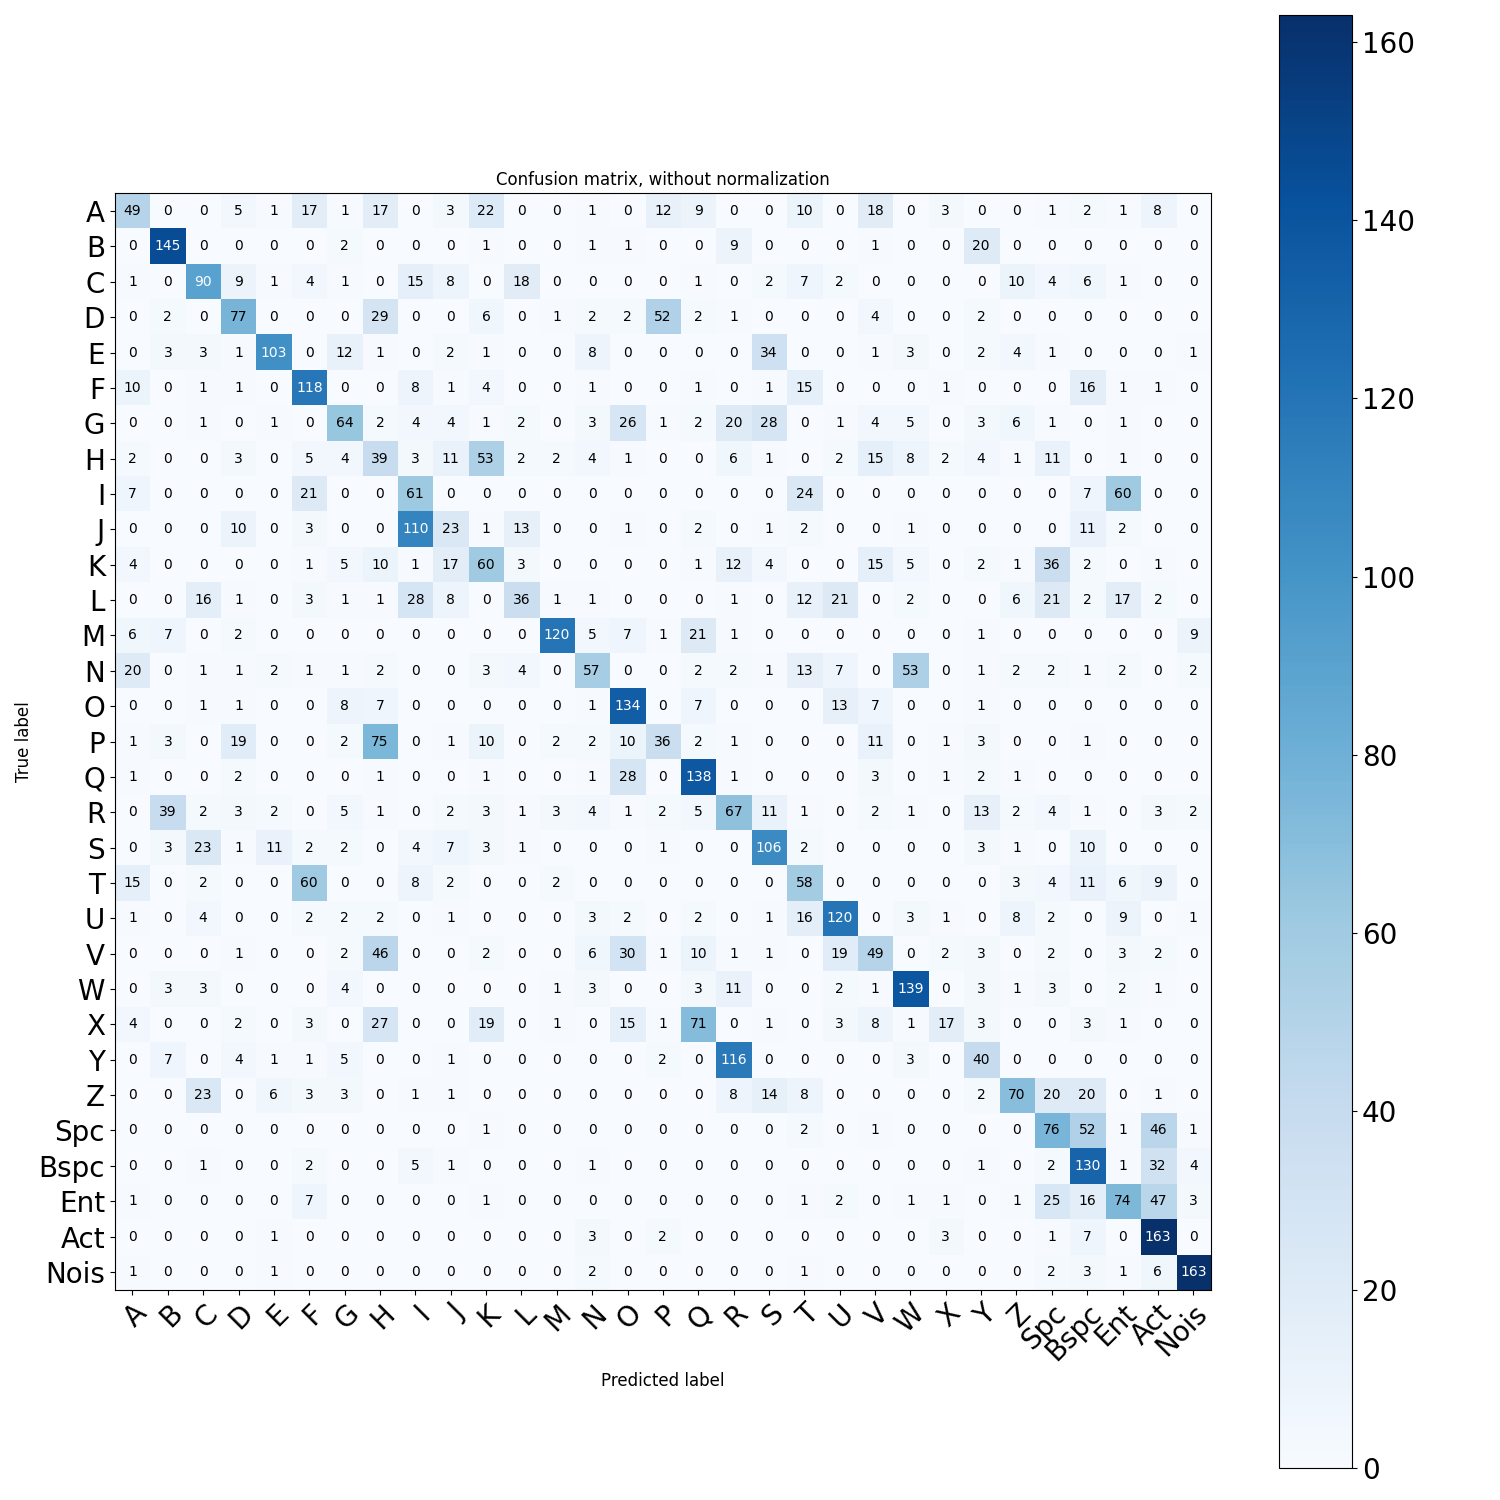 Confusion matrix, without normalization
A 49 0 0 5 1 17 1 17 0 3 22 0 0 1 0 12 9 0 0 10 0 18 0 3 0 0 1 2 1 8 0
B 0 145 0 0 0 0 2 0 0 0 1 0 0 1 1 0 0 9 0 0 0 1 0 0 20 0 0 0 0 0 0
C 1 0 90 9 1 4 1 0 15 8 0 18 0 0 0 0 1 0 2 7 2 0 0 0 0 10 4 6 1 0 0
D 0 2 0 77 0 0 0 29 0 0 6 0 1 2 2 52 2 1 0 0 0 4 0 0 2 0 0 0 0 0 0
E 0 3 3 1 103 0 12 1 0 2 1 0 0 8 0 0 0 0 34 0 0 1 3 0 2 4 1 0 0 0 1
F 10 0 1 1 0 118 0 0 8 1 4 0 0 1 0 0 1 0 1 15 0 0 0 1 0 0 0 16 1 1 0
G 0 0 1 0 1 0 64 2 4 4 1 2 0 3 26 1 2 20 28 0 1 4 5 0 3 6 1 0 1 0 0
H 2 0 0 3 0 5 4 39 3 11 53 2 2 4 1 0 0 6 1 0 2 15 8 2 4 1 11 0 1 0 0
I 7 0 0 0 0 21 0 0 61 0 0 0 0 0 0 0 0 0 0 24 0 0 0 0 0 0 0 7 60 0 0
J 0 0 0 10 0 3 0 0 110 23 1 13 0 0 1 0 2 0 1 2 0 0 1 0 0 0 0 11 2 0 0
K 4 0 0 0 0 1 5 10 1 17 60 3 0 0 0 0 1 12 4 0 0 15 5 0 2 1 36 2 0 1 0
L 0 0 16 1 0 3 1 1 28 8 0 36 1 1 0 0 0 1 0 12 21 0 2 0 0 6 21 2 17 2 0
M 6 7 0 2 0 0 0 0 0 0 0 0 120 5 7 1 21 1 0 0 0 0 0 0 1 0 0 0 0 0 9
N 20 0 1 1 2 1 1 2 0 0 3 4 0 57 0 0 2 2 1 13 7 0 53 0 1 2 2 1 2 0 2
O 0 0 1 1 0 0 8 7 0 0 0 0 0 1 134 0 7 0 0 0 13 7 0 0 1 0 0 0 0 0 0
P 1 3 0 19 0 0 2 75 0 1 10 0 2 2 10 36 2 1 0 0 0 11 0 1 3 0 0 1 0 0 0
Q 1 0 0 2 0 0 0 1 0 0 1 0 0 1 28 0 138 1 0 0 0 3 0 1 2 1 0 0 0 0 0
R 0 39 2 3 2 0 5 1 0 2 3 1 3 4 1 2 5 67 11 1 0 2 1 0 13 2 4 1 0 3 2
S 0 3 23 1 11 2 2 0 4 7 3 1 0 0 0 1 0 0 106 2 0 0 0 0 3 1 0 10 0 0 0
T 15 0 2 0 0 60 0 0 8 2 0 0 2 0 0 0 0 0 0 58 0 0 0 0 0 3 4 11 6 9 0
U 1 0 4 0 0 2 2 2 0 1 0 0 0 3 2 0 2 0 1 16 120 0 3 1 0 8 2 0 9 0 1
V 0 0 0 1 0 0 2 46 0 0 2 0 0 6 30 1 10 1 1 0 19 49 0 2 3 0 2 0 3 2 0
W 0 3 3 0 0 0 4 0 0 0 0 0 1 3 0 0 3 11 0 0 2 1 139 0 3 1 3 0 2 1 0
X 4 0 0 2 0 3 0 27 0 0 19 0 1 0 15 1 71 0 1 0 3 8 1 17 3 0 0 3 1 0 0
Y 0 7 0 4 1 1 5 0 0 1 0 0 0 0 0 2 0 116 0 0 0 0 3 0 40 0 0 0 0 0 0
Z 0 0 23 0 6 3 3 0 1 1 0 0 0 0 0 0 0 8 14 8 0 0 0 0 2 70 20 20 0 1 0
Spc 0 0 0 0 0 0 0 0 0 0 1 0 0 0 0 0 0 0 0 2 0 1 0 0 0 0 76 52 1 46 1
Bspc 0 0 1 0 0 2 0 0 5 1 0 0 0 1 0 0 0 0 0 0 0 0 0 0 1 0 2 130 1 32 4
Ent 1 0 0 0 0 7 0 0 0 0 1 0 0 0 0 0 0 0 0 1 2 0 1 1 0 1 25 16 74 47 3
Act 0 0 0 0 1 0 0 0 0 0 0 0 0 3 0 2 0 0 0 0 0 0 0 3 0 0 1 7 0 163 0
Nois 1 0 0 0 1 0 0 0 0 0 0 0 0 2 0 0 0 0 0 1 0 0 0 0 0 0 2 3 1 6 163
A B C D E F G H I J K L M N O P Q R S T U V W X Y Z Spc Bspc Ent Act Nois
Predicted label
True label
160
140
120
100
80
60
40
20
0